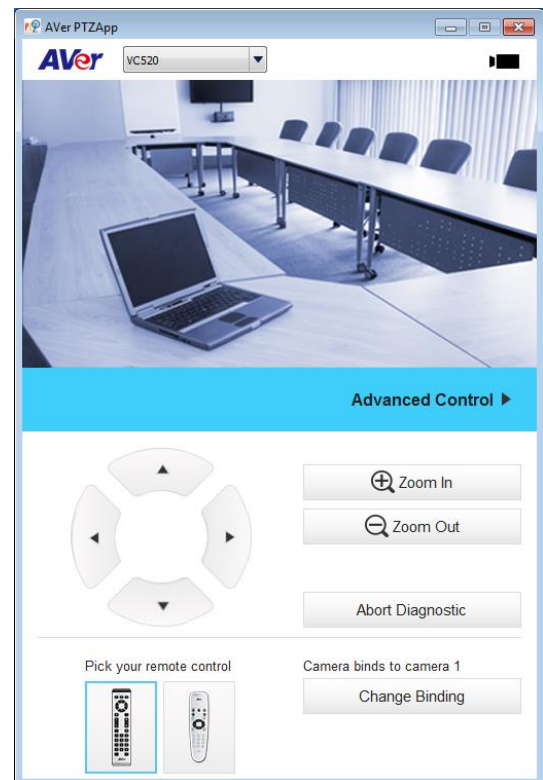 AVer PTZApp
AVer
VC520
Advanced Control
Zoom In
Zoom Out
Abort Diagnostic
Pick your remote control
Camera binds to camera 1
Change Binding